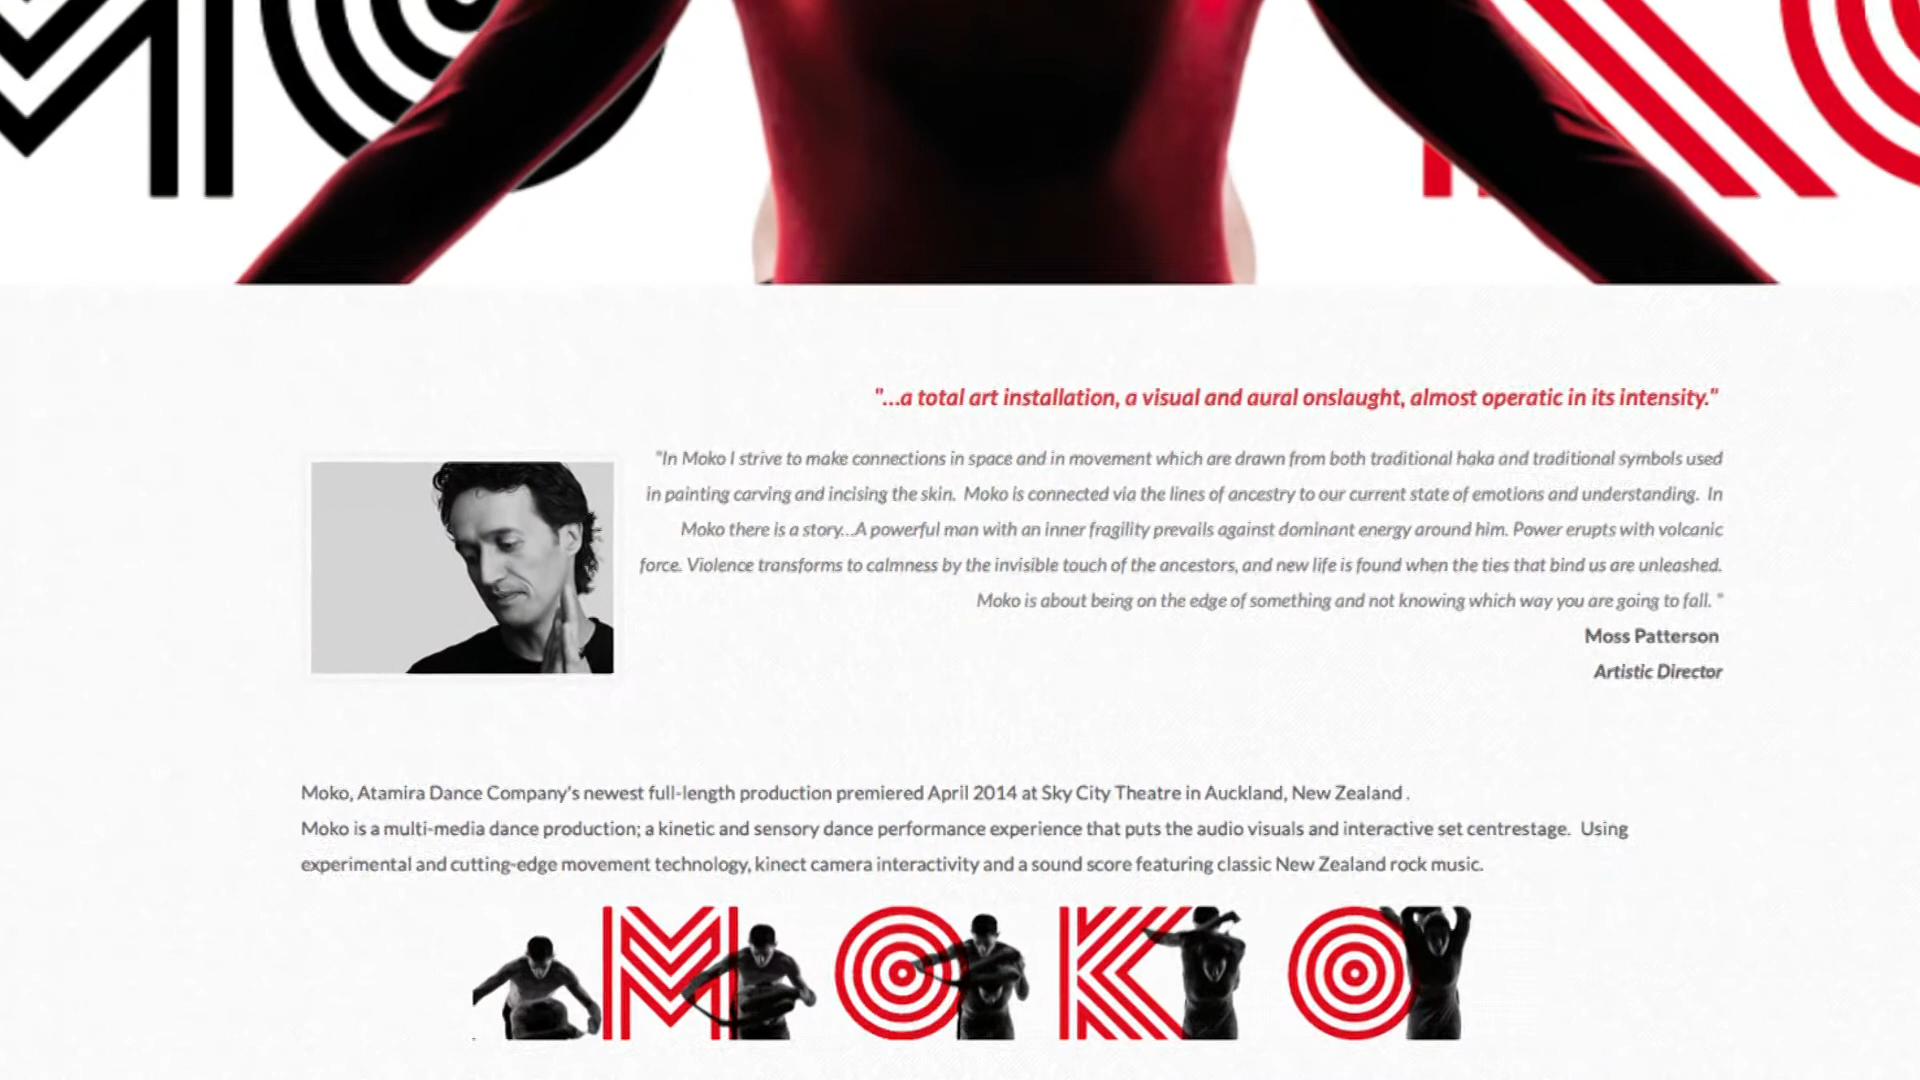 MO KO
"...a total art installation, a visual and aural onslaught, almost operatic in its intensity."
"In Moko I strive to make connections in space and in movement which are drawn from both traditional haka and traditional symbols used
in painting carving and incising the skin. Moko is connected via the lines of ancestry to our current state of emotions and understanding. In
Moko there is a story...A powerful man with an inner fragility prevails against dominant energy around him. Power erupts with volcanic
force. Violence transforms to calmness by the invisible touch of the ancestors, and new life is found when the ties that bind us are unleashed.
Moko is about being on the edge of something and not knowing which way you are going to fall. "
Moss Patterson
Artistic Director
Moko, Atamira Dance Company's newest full-length production premiered April 2014 at Sky City Theatre in Auckland, New Zealand .
Moko is a multi-media dance production; a kinetic and sensory dance performance experience that puts the audio visuals and interactive set centrestage. Using
experimental and cutting-edge movement technology, kinect camera interactivity and a sound score featuring classic New Zealand rock music.
MOKO